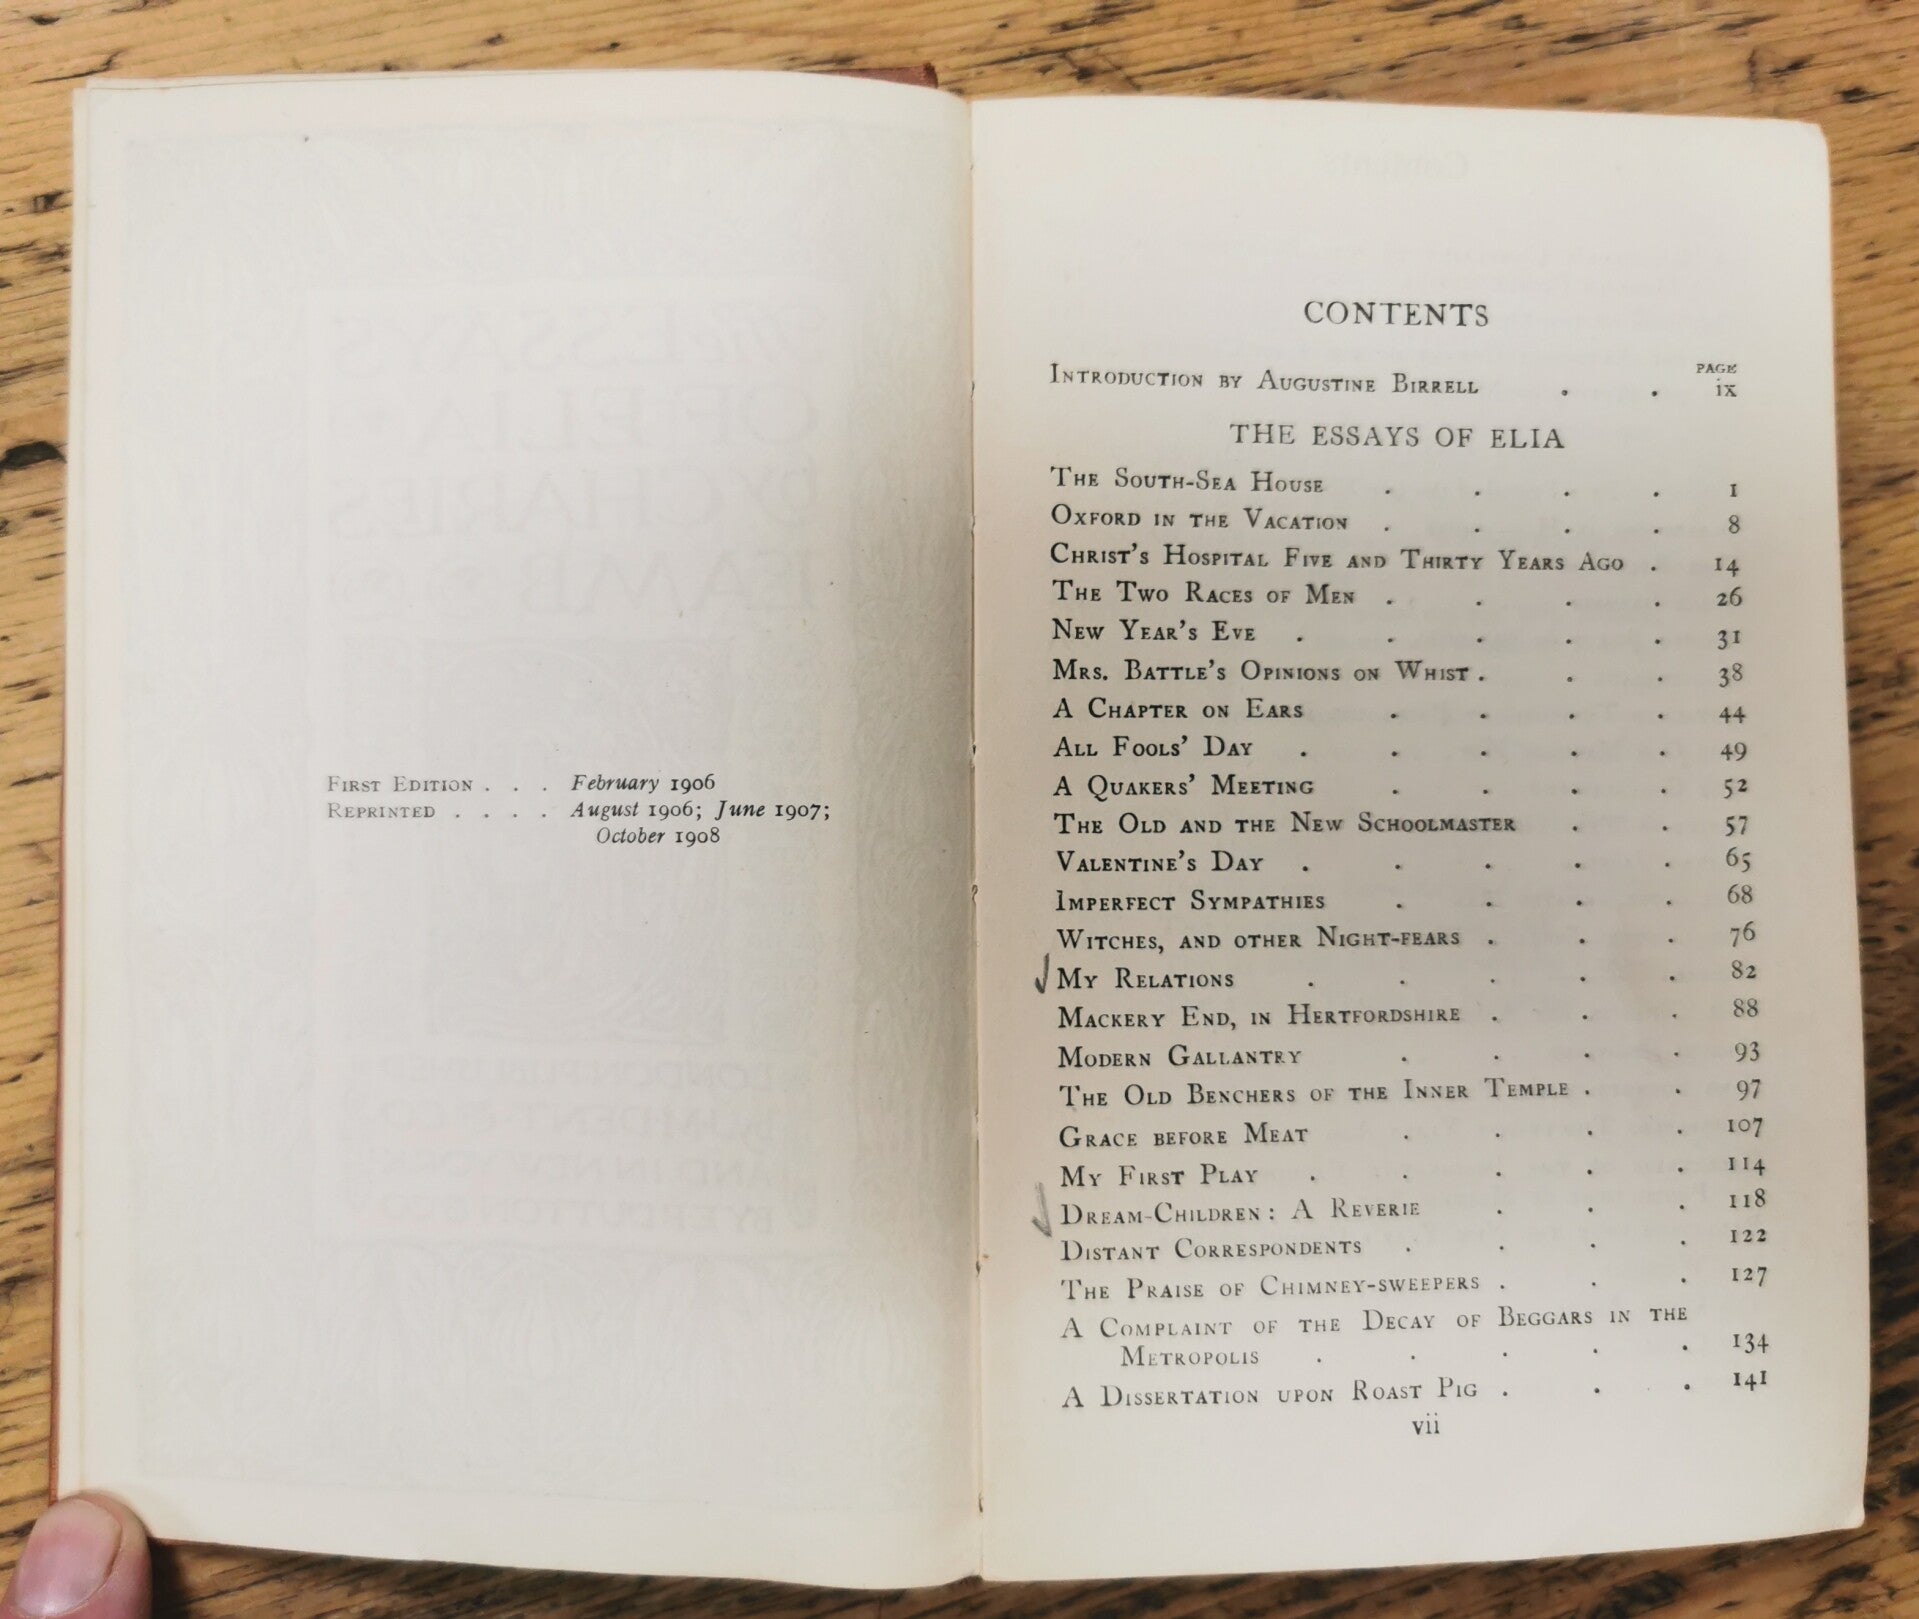 FIRST EDITION . . . February 1906
REPRINTED . . . . August 1906; June 1907;
October 1908
CONTENTS
PAGE
INTRODUCTION BY AUGUSTINE BIRRELL . . ix
THE ESSAYS OF ELIA
THE SOUTH-SEA HOUSE . . . . 1
OXFORD IN THE VACATION . . . . 8
CHRIST'S HOSPITAL FIVE AND THIRTY YEARS AGO . 14
THE TWO RACES OF MEN . . . . 26
NEW YEAR'S EVE . . . . . 31
MRS. BATTLE'S OPINIONS ON WHIST . . . 38
A CHAPTER ON EARS . . . . 44
ALL FOOLS' DAY . . . . . 49
A QUAKERS' MEETING . . . . 52
THE OLD AND THE NEW SCHOOLMASTER . . 57
VALENTINE'S DAY . . . . . 65
IMPERFECT SYMPATHIES . . . . 68
WITCHES, AND OTHER NIGHT-FEARS . . . 76
MY RELATIONS . . . . . 82
MACKERY END, IN HERTFORDSHIRE . . . 88
MODERN GALLANTRY . . . . 93
THE OLD BENCHERS OF THE INNER TEMPLE . . 97
GRACE BEFORE MEAT . . . . 107
MY FIRST PLAY . . . . . 114
DREAM-CHILDREN: A REVERIE . . . 118
DISTANT CORRESPONDENTS . . . . 122
THE PRAISE OF CHIMNEY-SWEEPERS . . . 127
A COMPLAINT OF THE DECAY OF BEGGARS IN THE
METROPOLIS . . . . . 134
A DISSERTATION UPON ROAST PIG . . . 141
vii